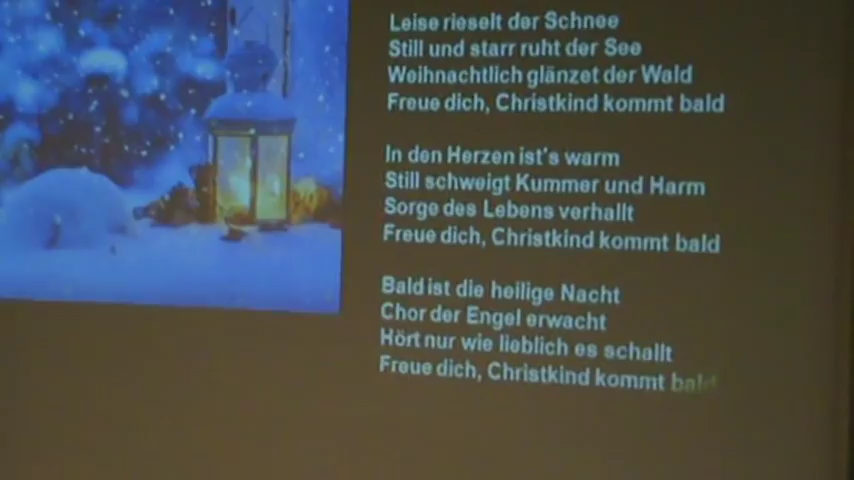 Leise rieselt der Schnee
Still und starr ruht der See
Weihnachtlich glänzet der Wald
Freue dich, Christkind kommt bald
In den Herzen ist's warm
Still schweigt Kummer und Harm
Sorge des Lebens verhallt
Freue dich, Christkind kommt bald
Bald ist die heilige Nacht
Chor der Engel erwacht
Hört nur wie lieblich es schallt
Freue dich, Christkind kommt bald